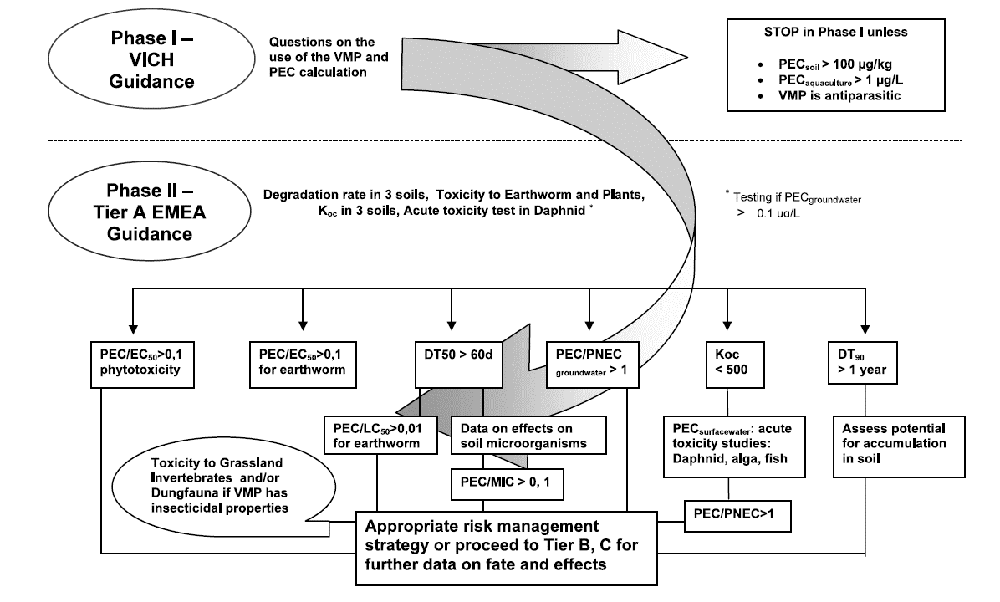 Phase I –
VICH
Guidance
Questions on the
use of the VMP and
PEC calculation
STOP in Phase I unless
• PECsoil > 100 µg/kg
• PECaquaculture > 1 µg/L
• VMP is antiparasitic
Phase II –
Tier A EMEA
Guidance
Degradation rate in 3 soils, Toxicity to Earthworm and Plants,
Koc in 3 soils, Acute toxicity test in Daphnid *
* Testing if PECgroundwater
> 0.1 µg/L
PEC/EC50>0,1
phytotoxicity
PEC/EC50>0,1
for earthworm
DT50 > 60d
PEC/PNEC
groundwater > 1
Koc
< 500
DT90
> 1 year
PEC/LC50>0,01
for earthworm
Data on effects on
soil microorganisms
PECsurfacewater: acute
toxicity studies:
Daphnid, alga, fish
Assess potential
for accumulation
in soil
Toxicity to Grassland
Invertebrates and/or
Dungfauna if VMP has
insecticidal properties
PEC/MIC > 0, 1
PEC/PNEC>1
Appropriate risk management
strategy or proceed to Tier B, C for
further data on fate and effects